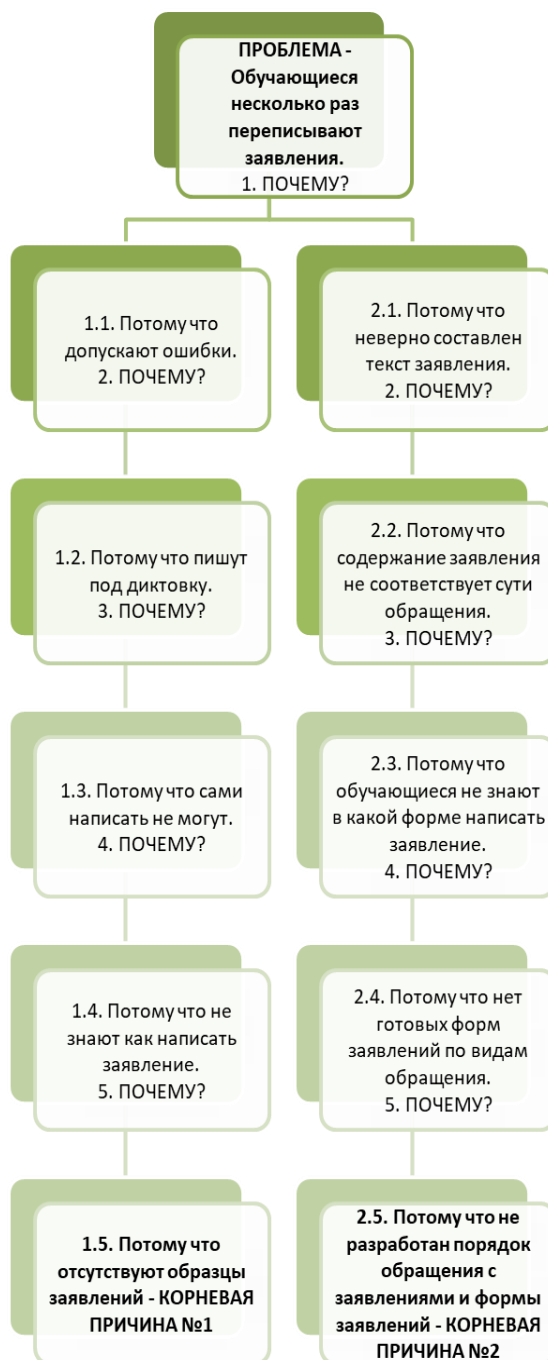 ПРОБЛЕМА -
Обучающиеся
несколько раз
переписывают
заявления.
1. ПОЧЕМУ?
1.1. Потому что
допускают ошибки.
2. ПОЧЕМУ?
2.1. Потому что
неверно составлен
текст заявления.
2. ПОЧЕМУ?
1.2. Потому что пишут
под диктовку.
3. ПОЧЕМУ?
2.2. Потому что
содержание заявления
не соответствует сути
обращения.
3. ПОЧЕМУ?
1.3. Потому что сами
написать не могут.
4. ПОЧЕМУ?
2.3. Потому что
обучающиеся не знают
в какой форме написать
заявление.
4. ПОЧЕМУ?
1.4. Потому что не
знают как написать
заявление.
5. ПОЧЕМУ?
2.4. Потому что нет
готовых форм
заявлений по видам
обращения.
5. ПОЧЕМУ?
1.5. Потому что
отсутствуют образцы
заявлений - КОРНЕВАЯ
ПРИЧИНА №1
2.5. Потому что не
разработан порядок
обращения с
заявлениями и формы
заявлений - КОРНЕВАЯ
ПРИЧИНА №2